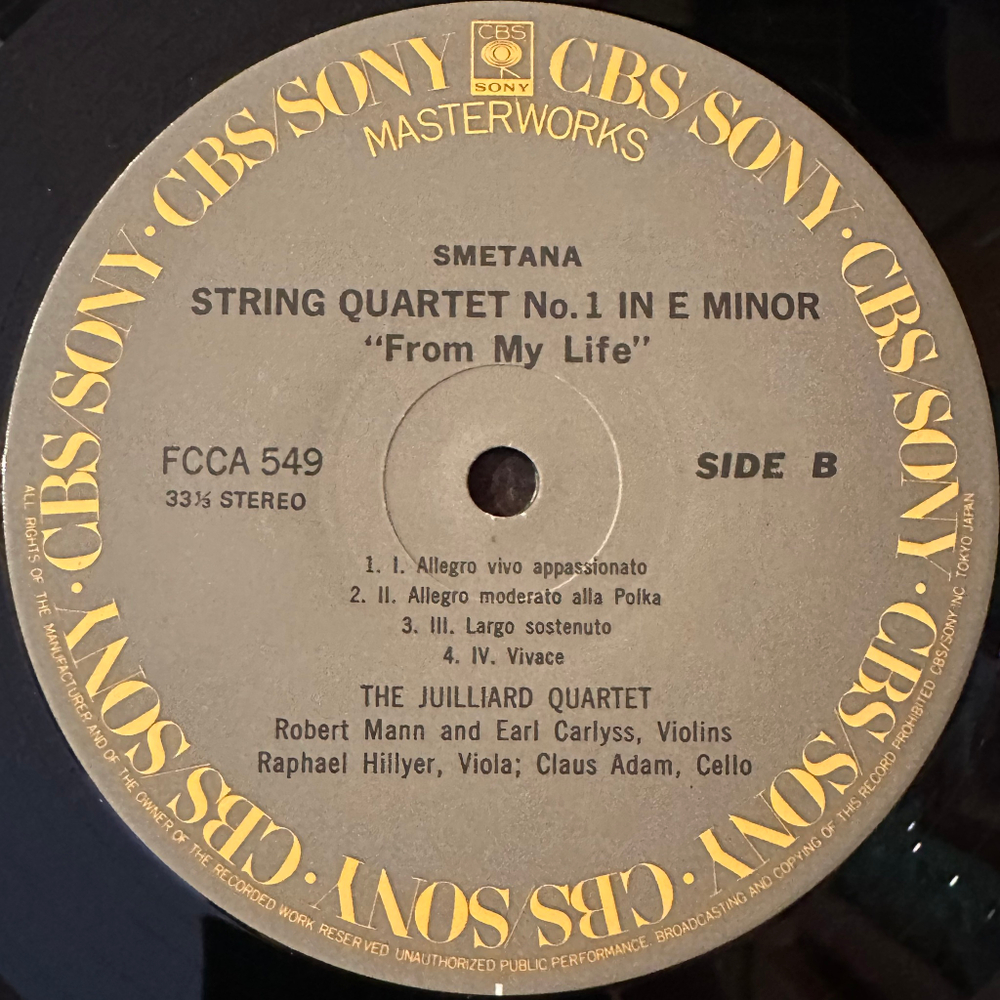 CBS
SONY
MASTERWORKS
CBS/SONY · CBS/SONY · CBS/SONY · CBS/SONY · CBS/SONY · CBS/SONY · CBS/SONY · CBS/SONY
SMETANA
STRING QUARTET No.1 IN E MINOR
“From My Life”
FCCA 549
SIDE B
33⅓ STEREO
1. I. Allegro vivo appassionato
2. II. Allegro moderato alla Polka
3. III. Largo sostenuto
4. IV. Vivace
THE JUILLIARD QUARTET
Robert Mann and Earl Carlyss, Violins
Raphael Hillyer, Viola; Claus Adam, Cello
ALL RIGHTS OF THE MANUFACTURER AND OF THE OWNER OF THE RECORDED WORK RESERVED UNAUTHORIZED PUBLIC PERFORMANCE. BROADCASTING AND COPYING OF THIS RECORD PROHIBITED CBS/SONY INC TOKYO JAPAN